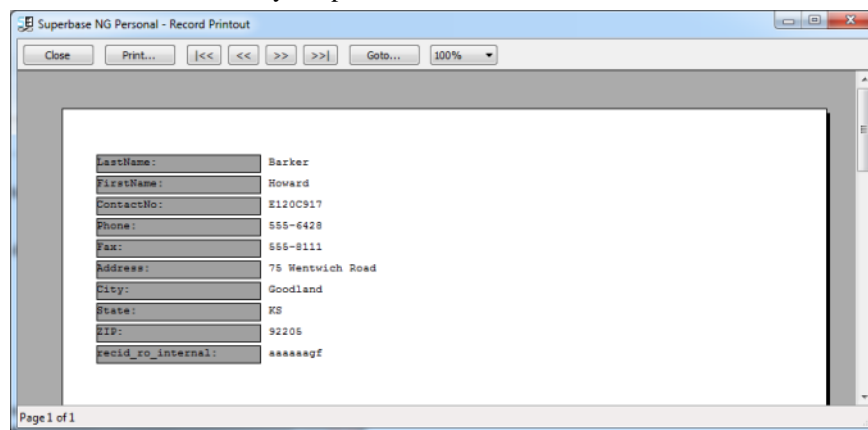 Superbase NG Personal - Record Printout
Close Print... |<< << >> >>| Goto... 100%
LastName: Barker
FirstName: Howard
ContactNo: E120C917
Phone: 555-6428
Fax: 555-8111
Address: 75 Wentwich Road
City: Goodland
State: KS
ZIP: 92205
recid_ro_internal: aaaaaagf
Page 1 of 1